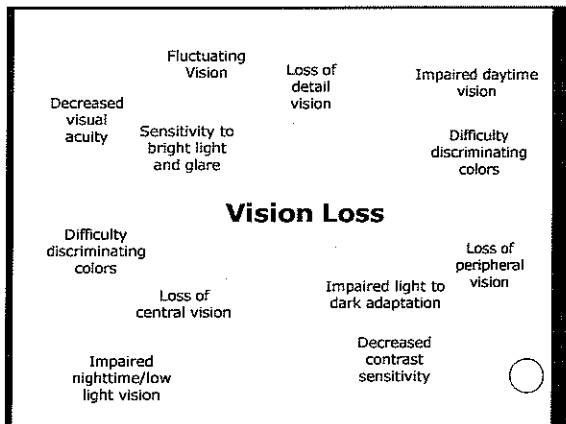 Fluctuating
Vision
Loss of
detail
vision
Impaired daytime
vision
Decreased
visual
acuity
Sensitivity to
bright light
and glare
Difficulty
discriminating
colors
Vision Loss
Difficulty
discriminating
colors
Loss of
peripheral
vision
Loss of
central vision
Impaired light to
dark adaptation
Impaired
nighttime/low
light vision
Decreased
contrast
sensitivity